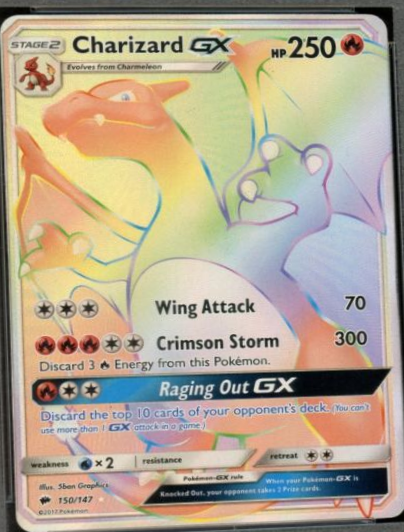 STAGE 2 Charizard GX HP 250
Evolves from Charmeleon
Wing Attack 70
Crimson Storm 300
Discard 3 Energy from this Pokémon.
Raging Out GX
Discard the top 10 cards of your opponent's deck. (You can't
use more than 1 GX attack in a game.)
weakness ×2 resistance retreat
Illus. 5ban Graphics
150/147
©2017 Pokémon
Pokémon-GX rule
When your Pokémon-GX is
Knocked Out, your opponent takes 2 Prize cards.